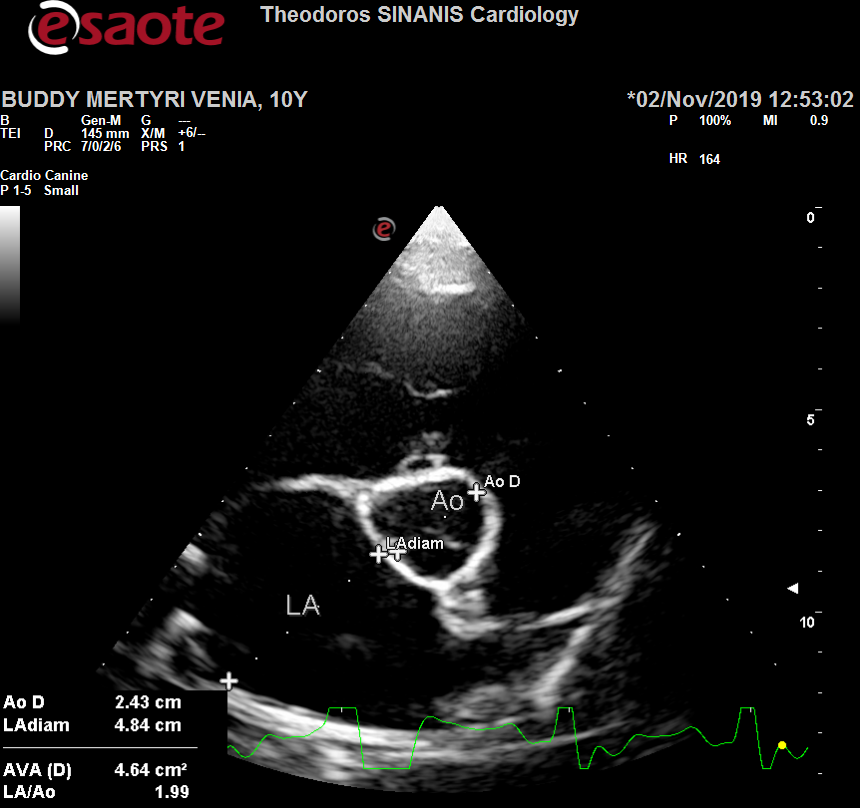 esaote
Theodoros SINANIS Cardiology
BUDDY MERTYRI VENIA, 10Y
*02/Nov/2019 12:53:02
B Gen-M G ---
TEI D 145 mm X/M +6/--
PRC 7/0/2/6 PRS 1
P 100% MI 0.9
HR 164
Cardio Canine
P 1-5 Small
e
0
5
10
Ao D
Ao
LAdiam
LA
Ao D 2.43 cm
LAdiam 4.84 cm
AVA (D) 4.64 cm²
LA/Ao 1.99